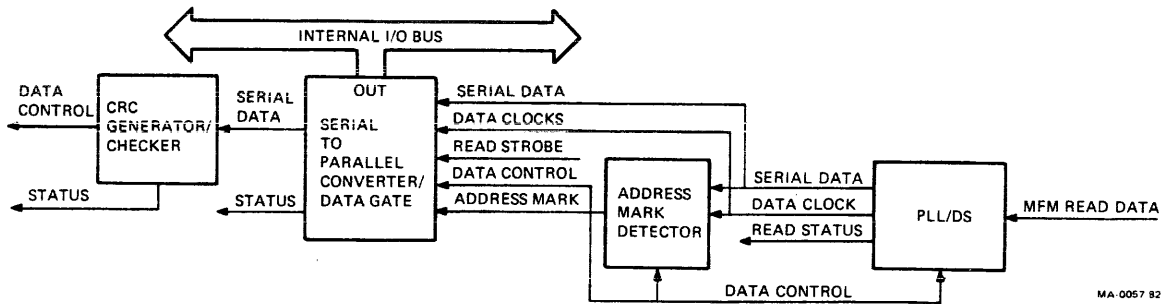 INTERNAL I/O BUS
DATA
CONTROL
CRC
GENERATOR/
CHECKER
STATUS
SERIAL
DATA
STATUS
OUT
SERIAL
TO
PARALLEL
CONVERTER/
DATA GATE
SERIAL DATA
DATA CLOCKS
READ STROBE
DATA CONTROL
ADDRESS MARK
ADDRESS
MARK
DETECTOR
SERIAL DATA
DATA CLOCK
READ STATUS
PLL/DS
MFM READ DATA
DATA CONTROL
MA-0057 82